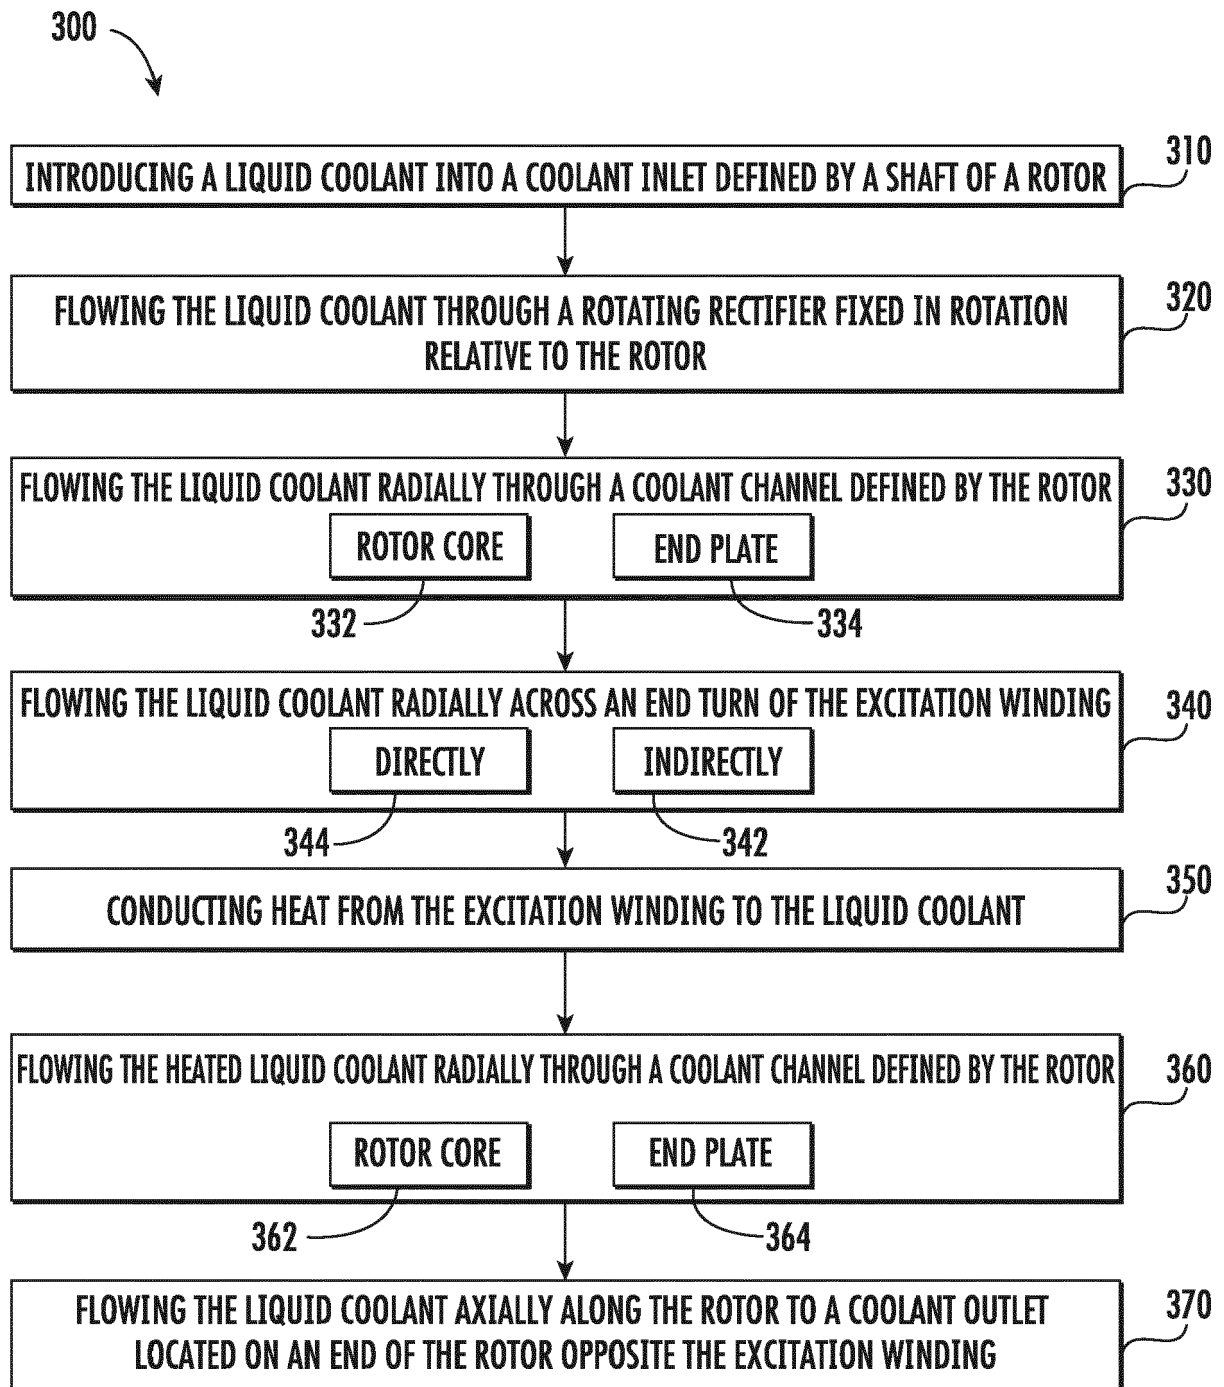 300
310
INTRODUCING A LIQUID COOLANT INTO A COOLANT INLET DEFINED BY A SHAFT OF A ROTOR
320
FLOWING THE LIQUID COOLANT THROUGH A ROTATING RECTIFIER FIXED IN ROTATION
RELATIVE TO THE ROTOR
330
FLOWING THE LIQUID COOLANT RADIALLY THROUGH A COOLANT CHANNEL DEFINED BY THE ROTOR
ROTOR CORE
END PLATE
332
334
340
FLOWING THE LIQUID COOLANT RADIALLY ACROSS AN END TURN OF THE EXCITATION WINDING
DIRECTLY
INDIRECTLY
344
342
350
CONDUCTING HEAT FROM THE EXCITATION WINDING TO THE LIQUID COOLANT
360
FLOWING THE HEATED LIQUID COOLANT RADIALLY THROUGH A COOLANT CHANNEL DEFINED BY THE ROTOR
ROTOR CORE
END PLATE
362
364
370
FLOWING THE LIQUID COOLANT AXIALLY ALONG THE ROTOR TO A COOLANT OUTLET
LOCATED ON AN END OF THE ROTOR OPPOSITE THE EXCITATION WINDING